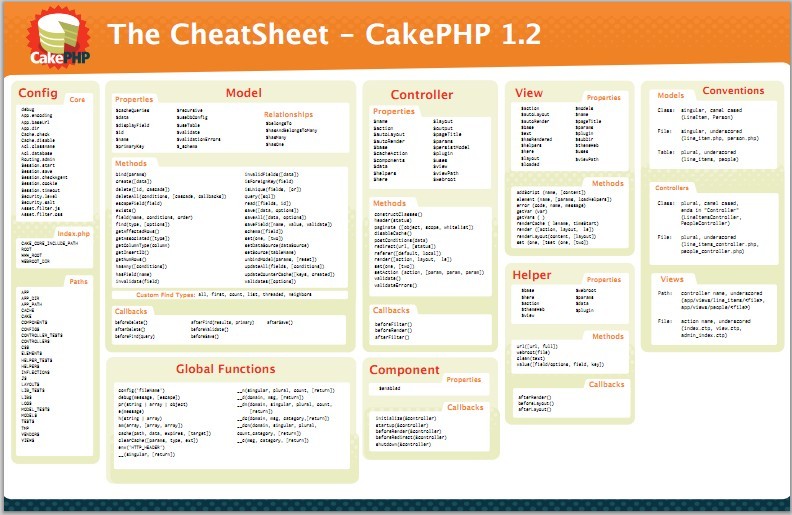 CakePHP
The CheatSheet – CakePHP 1.2
Config
Core
debug
App.encoding
App.baseUrl
App.dir
Cache.check
Cache.disable
Acl.classname
Acl.database
Routing.admin
Session.start
Session.save
Session.checkAgent
Session.cookie
Session.timeout
Security.level
Security.salt
Asset.filter.js
Asset.filter.css
Index.php
CAKE_CORE_INCLUDE_PATH
ROOT
WWW_ROOT
WEBROOT_DIR
Paths
APP
APP_DIR
APP_PATH
CACHE
CAKE
COMPONENTS
CONFIGS
CONTROLLER_TESTS
CONTROLLERS
CSS
ELEMENTS
HELPER_TESTS
HELPERS
INFLECTIONS
JS
LAYOUTS
LIB_TESTS
LIBS
LOGS
MODEL_TESTS
MODELS
TESTS
TMP
VENDORS
VIEWS
Model
Properties
$cacheQueries
$data
$displayField
$id
$name
$primaryKey
$recursive
$useDbConfig
$useTable
$validate
$validationErrors
$_schema
Relationships
$belongsTo
$hasAndBelongsToMany
$hasMany
$hasOne
Methods
bind(params)
create([data])
delete([id, cascade])
deleteAll(conditions, [cascade, callbacks])
escapeField(field)
exists()
field(name, conditions, order)
find(type, [options])
getAffectedRows()
getAssociated([type])
getColumnType(column)
getInsertID()
getNumRows()
hasAny([conditions])
hasField(name)
invalidate(field)
invalidFields([data])
isForeignKey(field)
isUnique(fields, [or])
query([sql])
read([fields, id])
save([data, options])
saveAll([data, options])
saveField(name, value, validate)
schema([field])
set(one, [two])
setDataSource(dataSource)
setSource(tableName)
unbindModel(params, [reset])
updateAll(fields, [conditions])
updateCounterCache([keys, created])
validates([options])
Custom Find Types: all, first, count, list, threaded, neighbors
Callbacks
beforeDelete()
afterDelete()
beforeFind(query)
afterFind(results, primary)
beforeValidate()
beforeSave()
afterSave()
Global Functions
config('filename')
debug(message, [escape])
pr(string | array | object)
e(message)
h(string | array)
am(array, [array, array])
cache(path, data, expires, [target])
clearCache([params, type, ext])
env('HTTP_HEADER')
__(singular, [return])
__n(singular, plural, count, [return])
__d(domain, msg, [return])
__dn(domain, singular, plural, count,
[return])
__dc(domain, msg, category, [return])
__dcn(domain, singular, plural,
count, category, [return])
__c(msg, category, [return])
Controller
Properties
$name
$action
$autoLayout
$autoRender
$base
$cacheAction
$components
$data
$helpers
$here
$layout
$output
$pageTitle
$params
$persistModel
$plugin
$uses
$view
$viewPath
$webroot
Methods
constructClasses()
header(status)
paginate ([object, scope, whitelist])
disableCache()
postConditions(data)
redirect(url, [status])
referer([default, local])
render([action, layout, file])
set(one, [two])
setAction (action, [param, param, param])
validate()
validateErrors()
Callbacks
beforeFilter()
beforeRender()
afterFilter()
Component
Properties
$enabled
Callbacks
initialize(&controller)
startup(&controller)
beforeRender(&controller)
beforeRedirect(&controller)
shutdown(&controller)
View
Properties
$action
$autoLayout
$autoRender
$base
$ext
$hasRendered
$helpers
$here
$layout
$loaded
$models
$name
$pageTitle
$params
$plugin
$subDir
$theme
$uses
$viewPath
Methods
addScript (name, [content])
element (name, [params, loadHelpers])
error (code, name, message)
getVar (var)
getVars ( )
renderCache ( filename, timeStart)
render ([action, layout, file])
renderLayout(content, [layout])
set (one, [two])
Helper
Properties
$base
$here
$data
$theme
$view
$webroot
$params
$data
$plugin
Methods
url([url, full])
webroot(file)
clean(text)
value([field/options, field, key])
Callbacks
afterRender()
beforeLayout()
afterLayout()
Conventions
Models
Class: singular, camel cased
(LineItem, Person)
File: singular, underscored
(line_item.php, person.php)
Table: plural, underscored
(line_items, people)
Controllers
Class: plural, camel cased,
ends in "Controller"
(LineItemsController,
PeopleController)
File: plural, underscored
(line_items_controller.php,
people_controller.php)
Views
Path: controller name, underscored
(app/views/line_items/<file>,
app/views/people/<file>)
File: action name, underscored
(index.ctp, view.ctp,
admin_index.ctp)